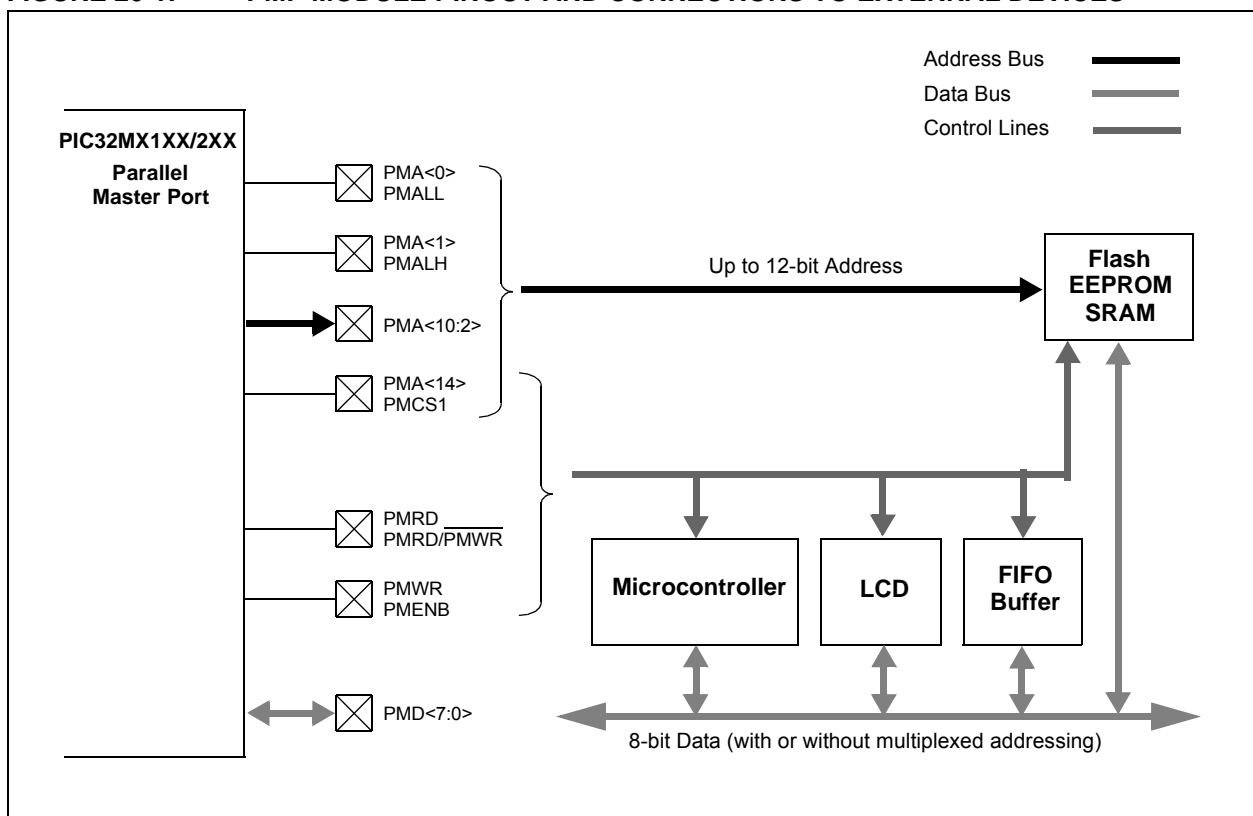 Address Bus
Data Bus
Control Lines
PIC32MX1XX/2XX
Parallel
Master Port
PMA<0>
PMALL
PMA<1>
PMALH
PMA<10:2>
PMA<14>
PMCS1
PMRD
PMRD/PMWR
PMWR
PMENB
PMD<7:0>
Up to 12-bit Address
Flash
EEPROM
SRAM
Microcontroller
LCD
FIFO
Buffer
8-bit Data (with or without multiplexed addressing)